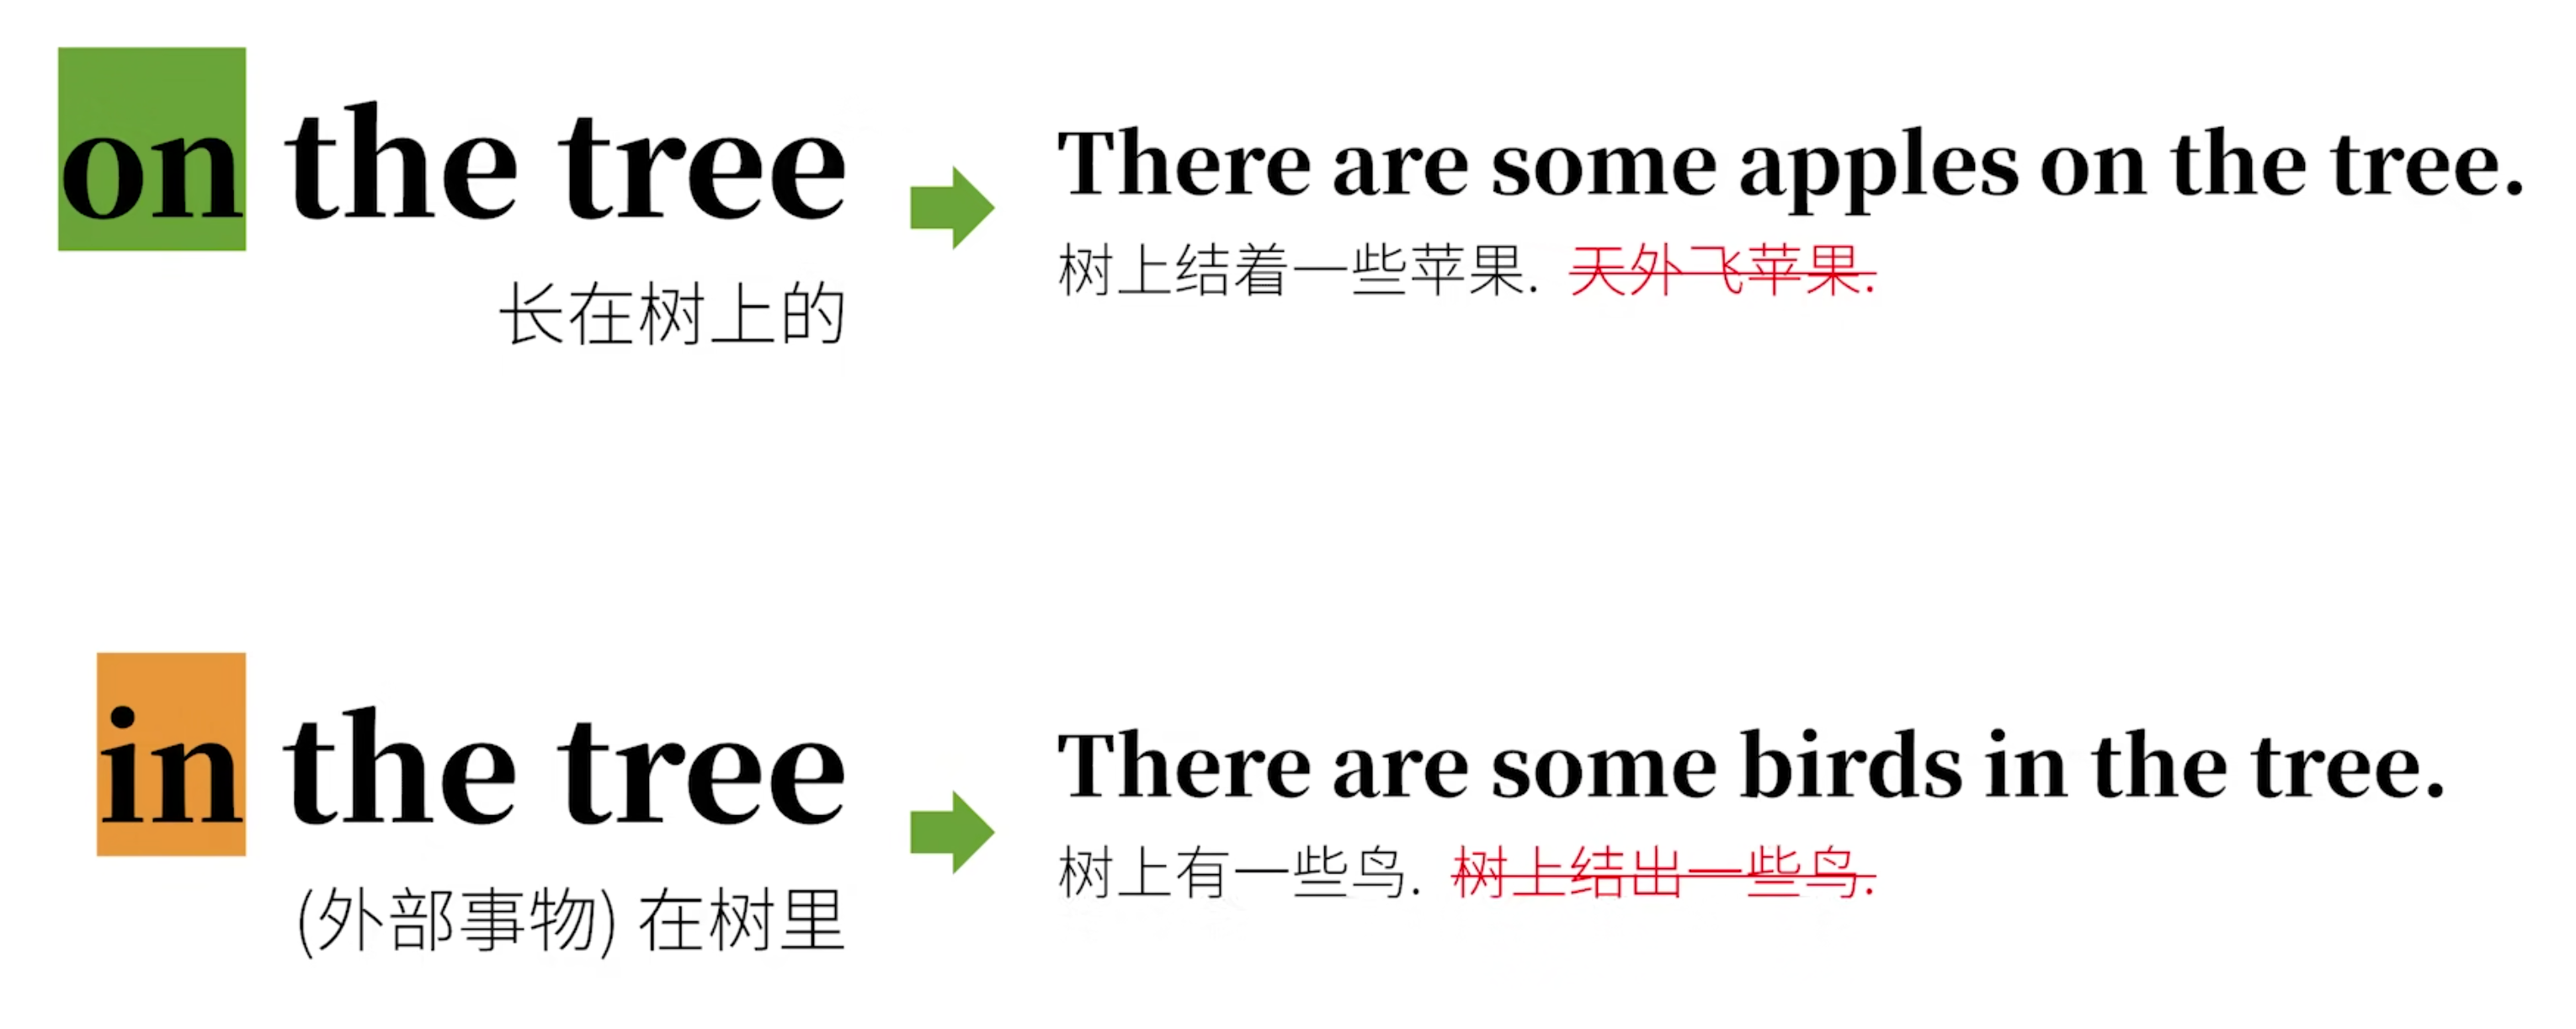 on the tree
There are some apples on the tree.
树上结着一些苹果. 天外飞苹果.
长在树上的
in the tree
There are some birds in the tree.
树上有一些鸟. 树上结出一些鸟.
(外部事物) 在树里